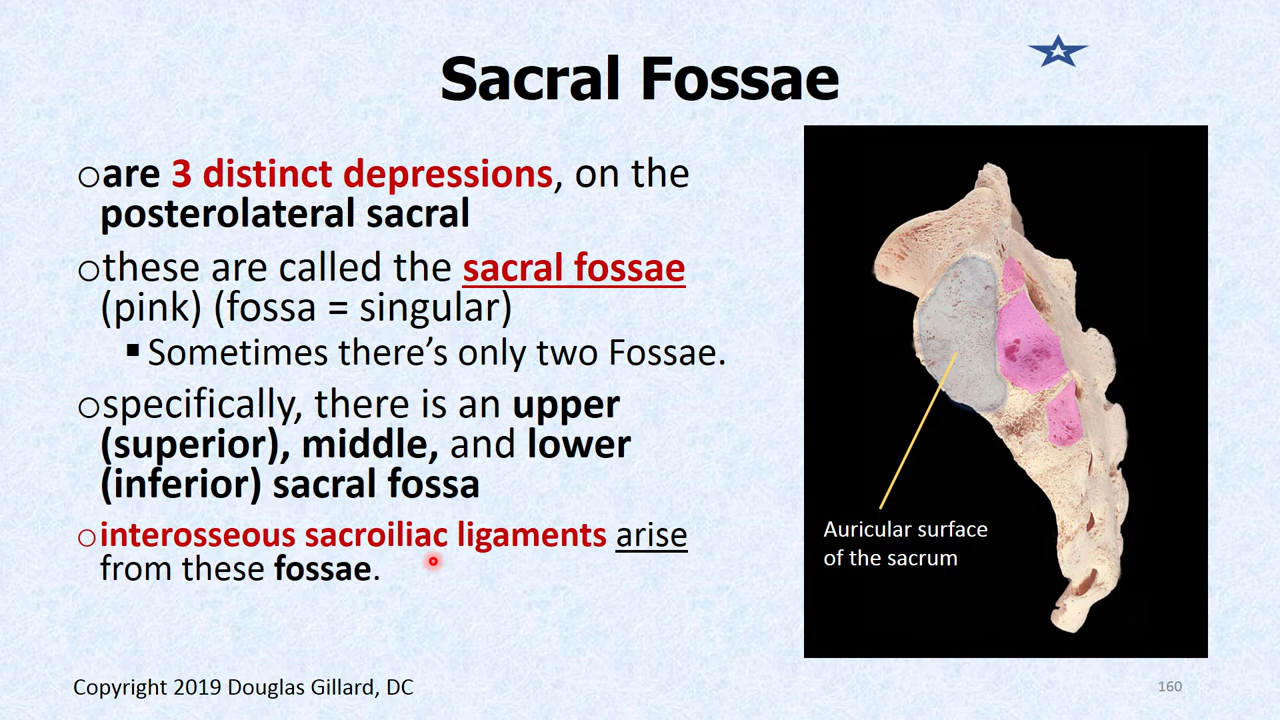 Sacral Fossae
are 3 distinct depressions, on the
posterolateral sacral
these are called the sacral fossae
(pink) (fossa = singular)
Sometimes there’s only two Fossae.
specifically, there is an upper
(superior), middle, and lower
(inferior) sacral fossa
interosseous sacroiliac ligaments arise
from these fossae.
Auricular surface
of the sacrum
Copyright 2019 Douglas Gillard, DC
160